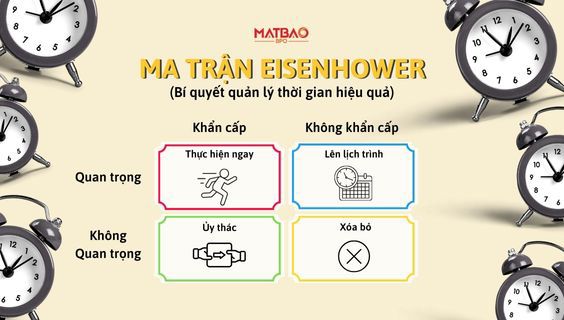 MATBAO
BPO
MA TRẬN EISENHOWER
(Bí quyết quản lý thời gian hiệu quả)
Khẩn cấp
Không khẩn cấp
Quan trọng
Thực hiện ngay
Lên lịch trình
Không
Quan trọng
Ủy thác
Xóa bỏ